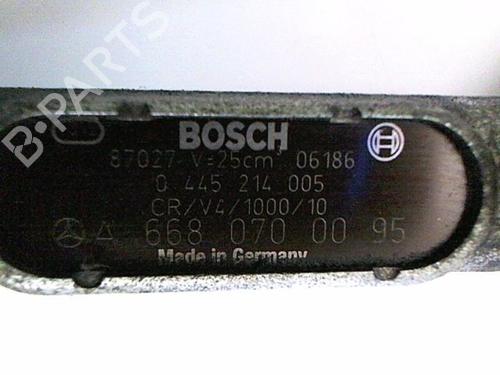 B-PARTS
BOSCH
87027 V=25cm³ 06186
0 445 214 005
CR/V4/1000/10
A 668 070 00 95
Made in Germany